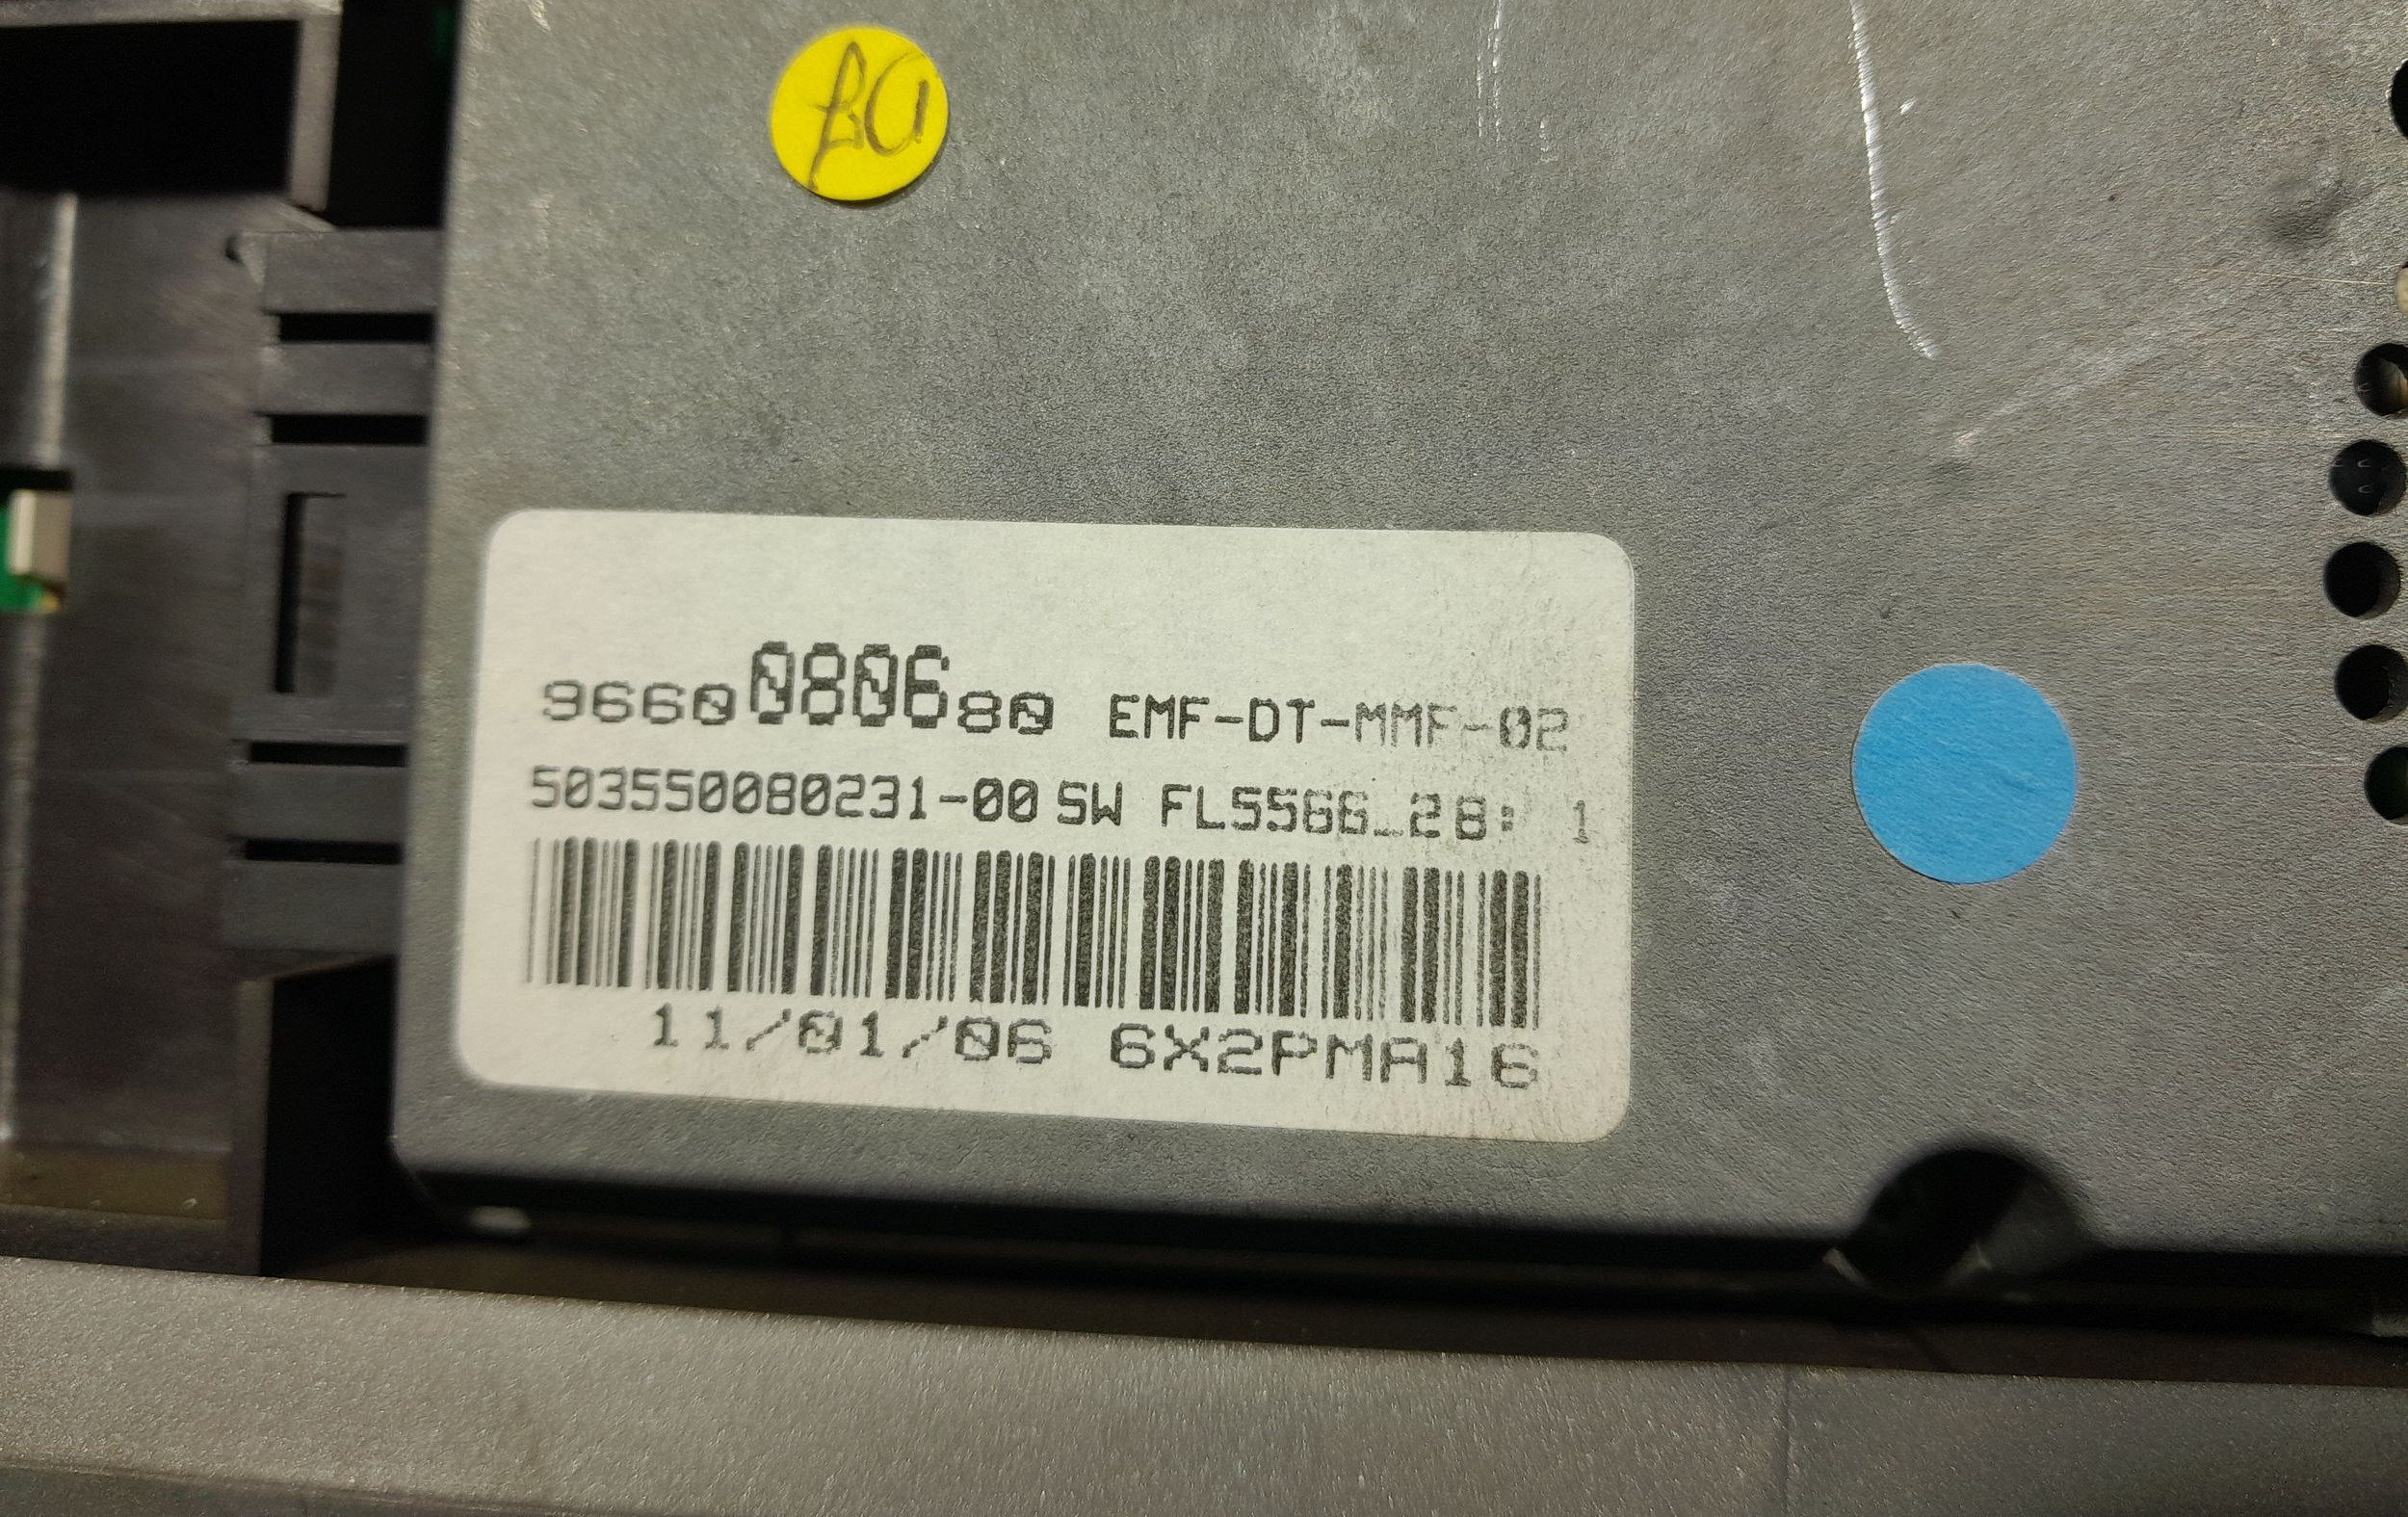 9660080680 EMF-DT-MMF-02
503550080231-00 SW FL5566_28: 1
11/01/06 6X2PMA16